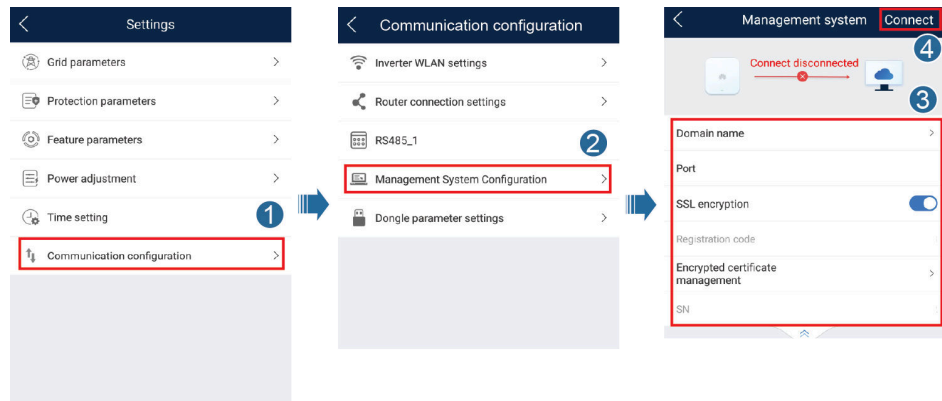 Settings
Grid parameters
Protection parameters
Feature parameters
Power adjustment
Time setting
1
Communication configuration
Communication configuration
Inverter WLAN settings
Router connection settings
RS485_1
2
Management System Configuration
Dongle parameter settings
Management system Connect
4
Connect disconnected
3
Domain name
Port
SSL encryption
Registration code
Encrypted certificate
management
SN